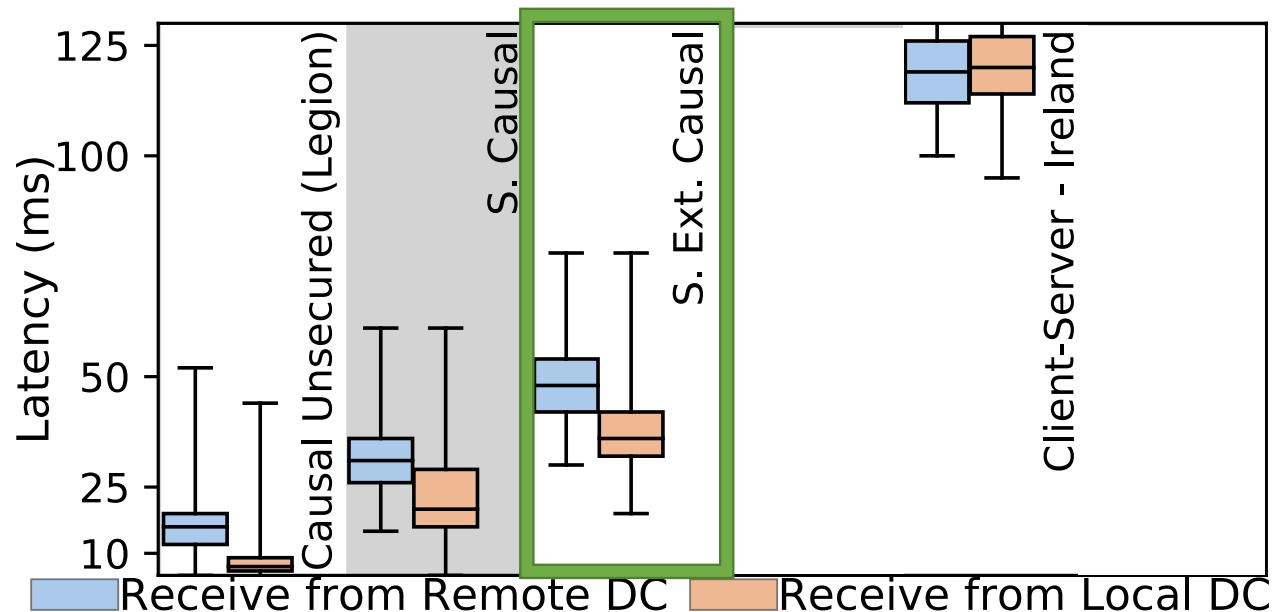 125
100
50
25
10
Latency (ms)
Causal Unsecured (Legion)
S. Causal
S. Ext. Causal
Client-Server - Ireland
Receive from Remote DC
Receive from Local DC